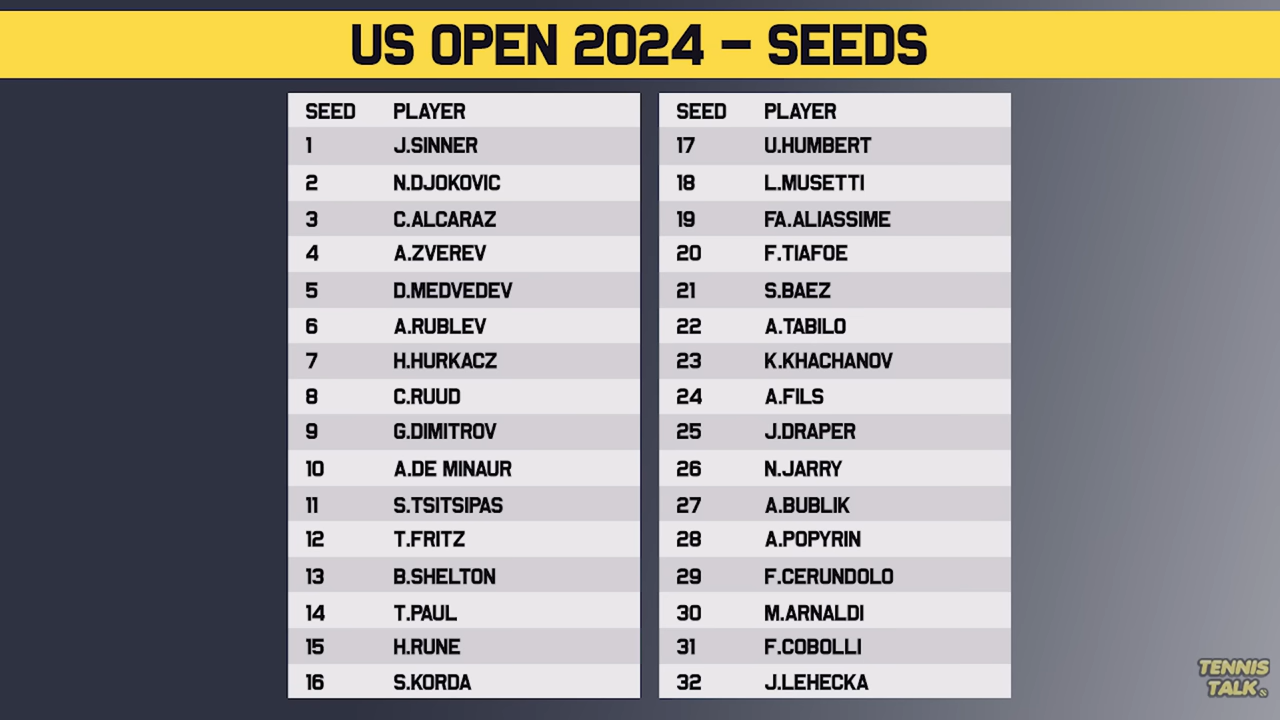 US OPEN 2024 – SEEDS
SEED PLAYER
1 J.SINNER
2 N.DJOKOVIC
3 C.ALCARAZ
4 A.ZVEREV
5 D.MEDVEDEV
6 A.RUBLEV
7 H.HURKACZ
8 C.RUUD
9 G.DIMITROV
10 A.DE MINAUR
11 S.TSITSIPAS
12 T.FRITZ
13 B.SHELTON
14 T.PAUL
15 H.RUNE
16 S.KORDA
SEED PLAYER
17 U.HUMBERT
18 L.MUSETTI
19 FA.ALIASSIME
20 F.TIAFOE
21 S.BAEZ
22 A.TABILO
23 K.KHACHANOV
24 A.FILS
25 J.DRAPER
26 N.JARRY
27 A.BUBLIK
28 A.POPYRIN
29 F.CERUNDOLO
30 M.ARNALDI
31 F.COBOLLI
32 J.LEHECKA
TENNIS
TALK